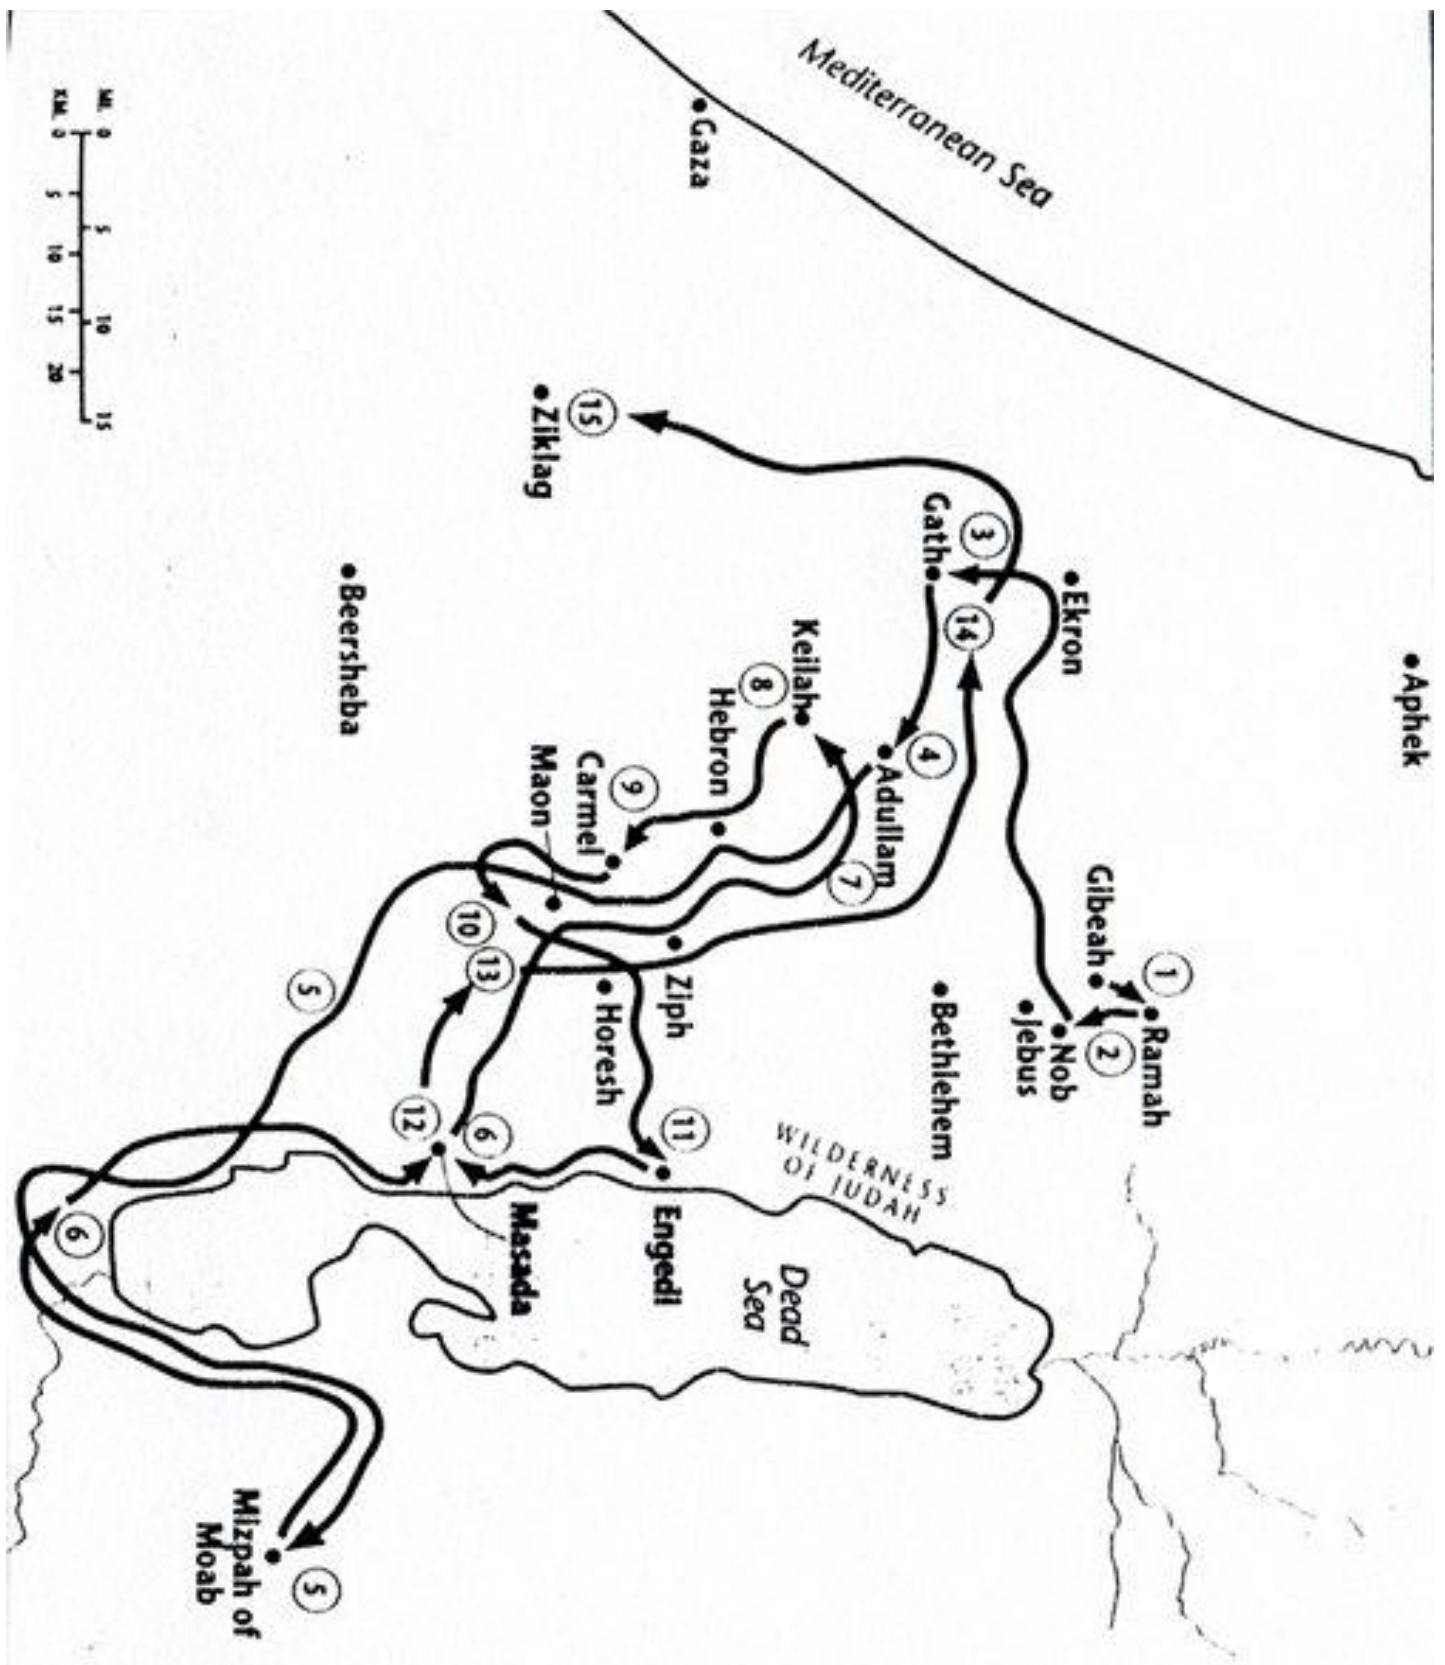 Aphek
1
Ramah
2
Gibeah
Ekron
Nob
Jebus
Mediterranean Sea
3
14
Gath
Bethlehem
4
Adullam
WILDERNESS
OF JUDAH
7
Keilah
Dead
Sea
8
Hebron
Gaza
11
Ziph
Engedi
9
Horesh
15
Carmel
Ziklag
Maon
Masada
6
13
10
12
Beersheba
5
5
Mizpah of
Moab
6
MI. 0 5 10 15
KM. 0 5 10 15 20